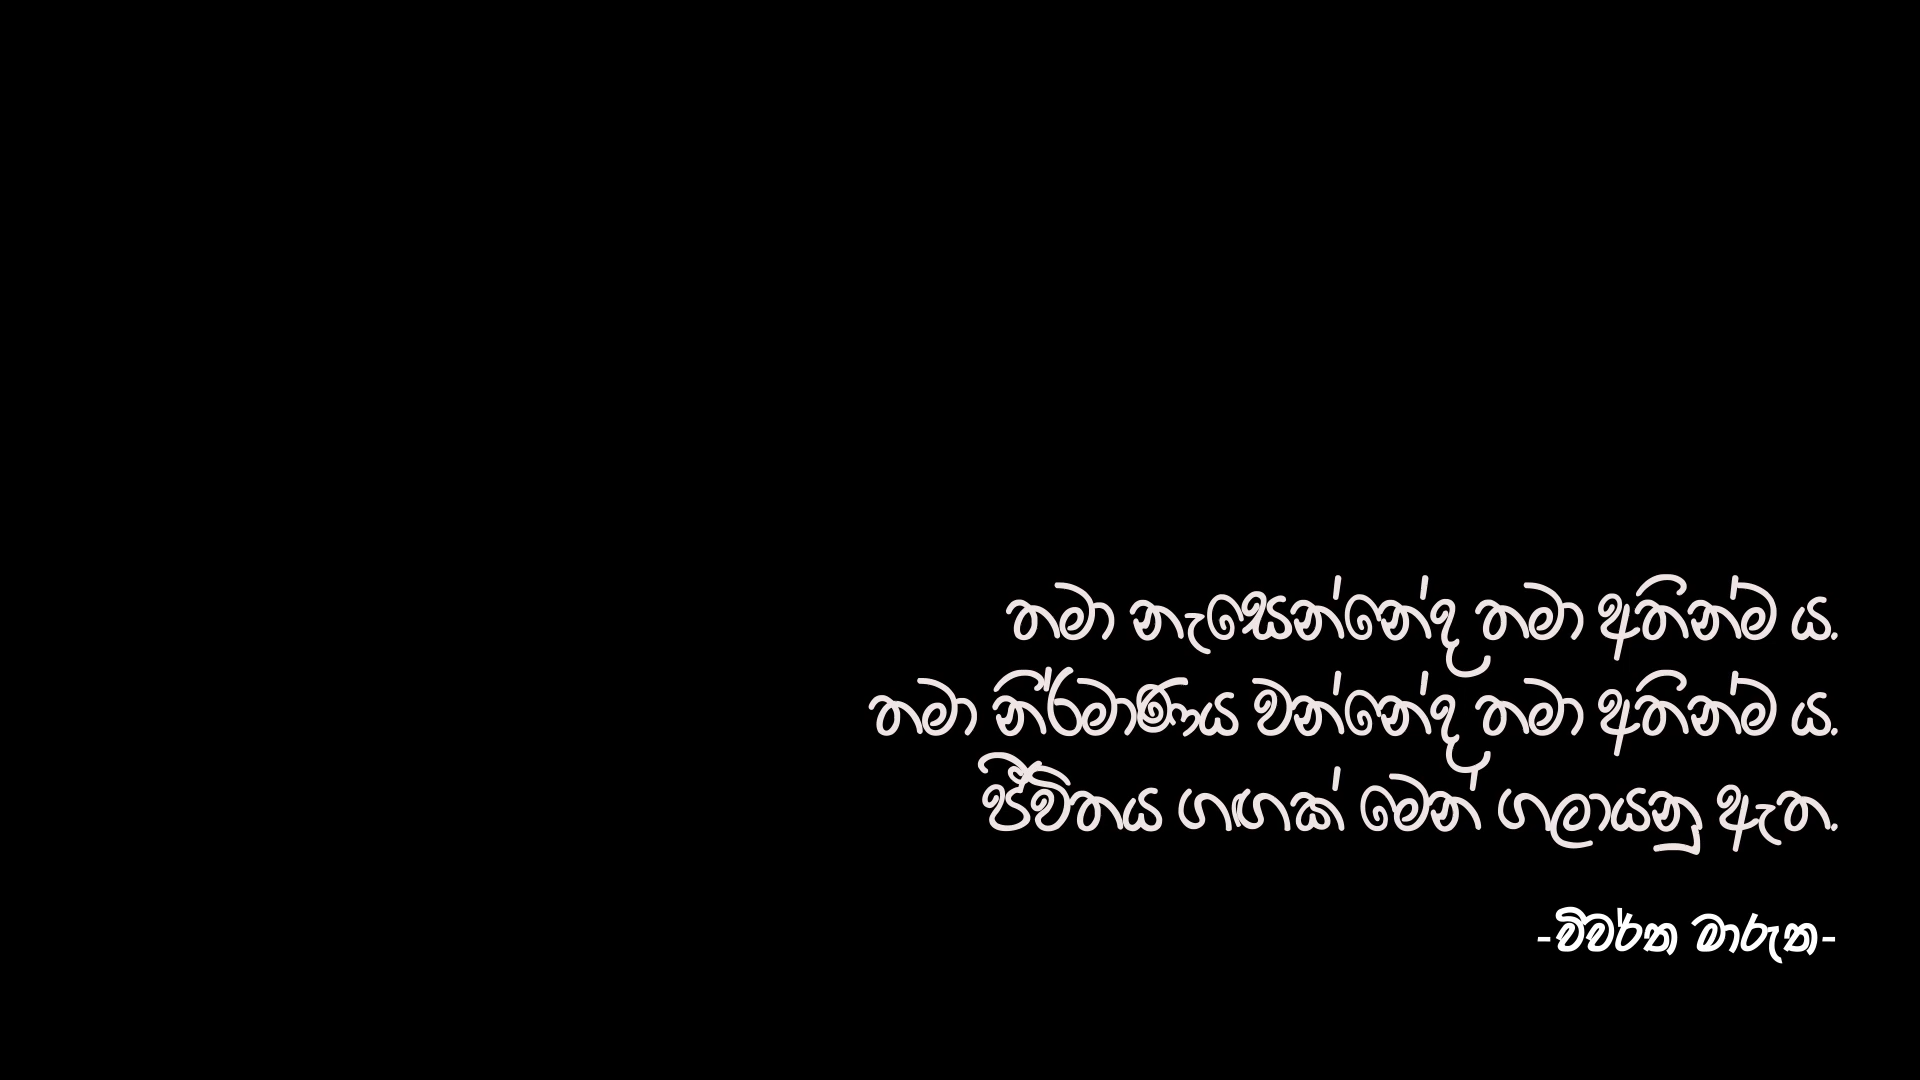 තමා නැසෙන්නේද තමා අතින්ම ය.
තමා නිර්මාණය වන්නේද තමා අතින්ම ය.
ජීවිතය ගඟක් මෙන් ගලායනු ඇත.
-විවර්ත මාරුත-